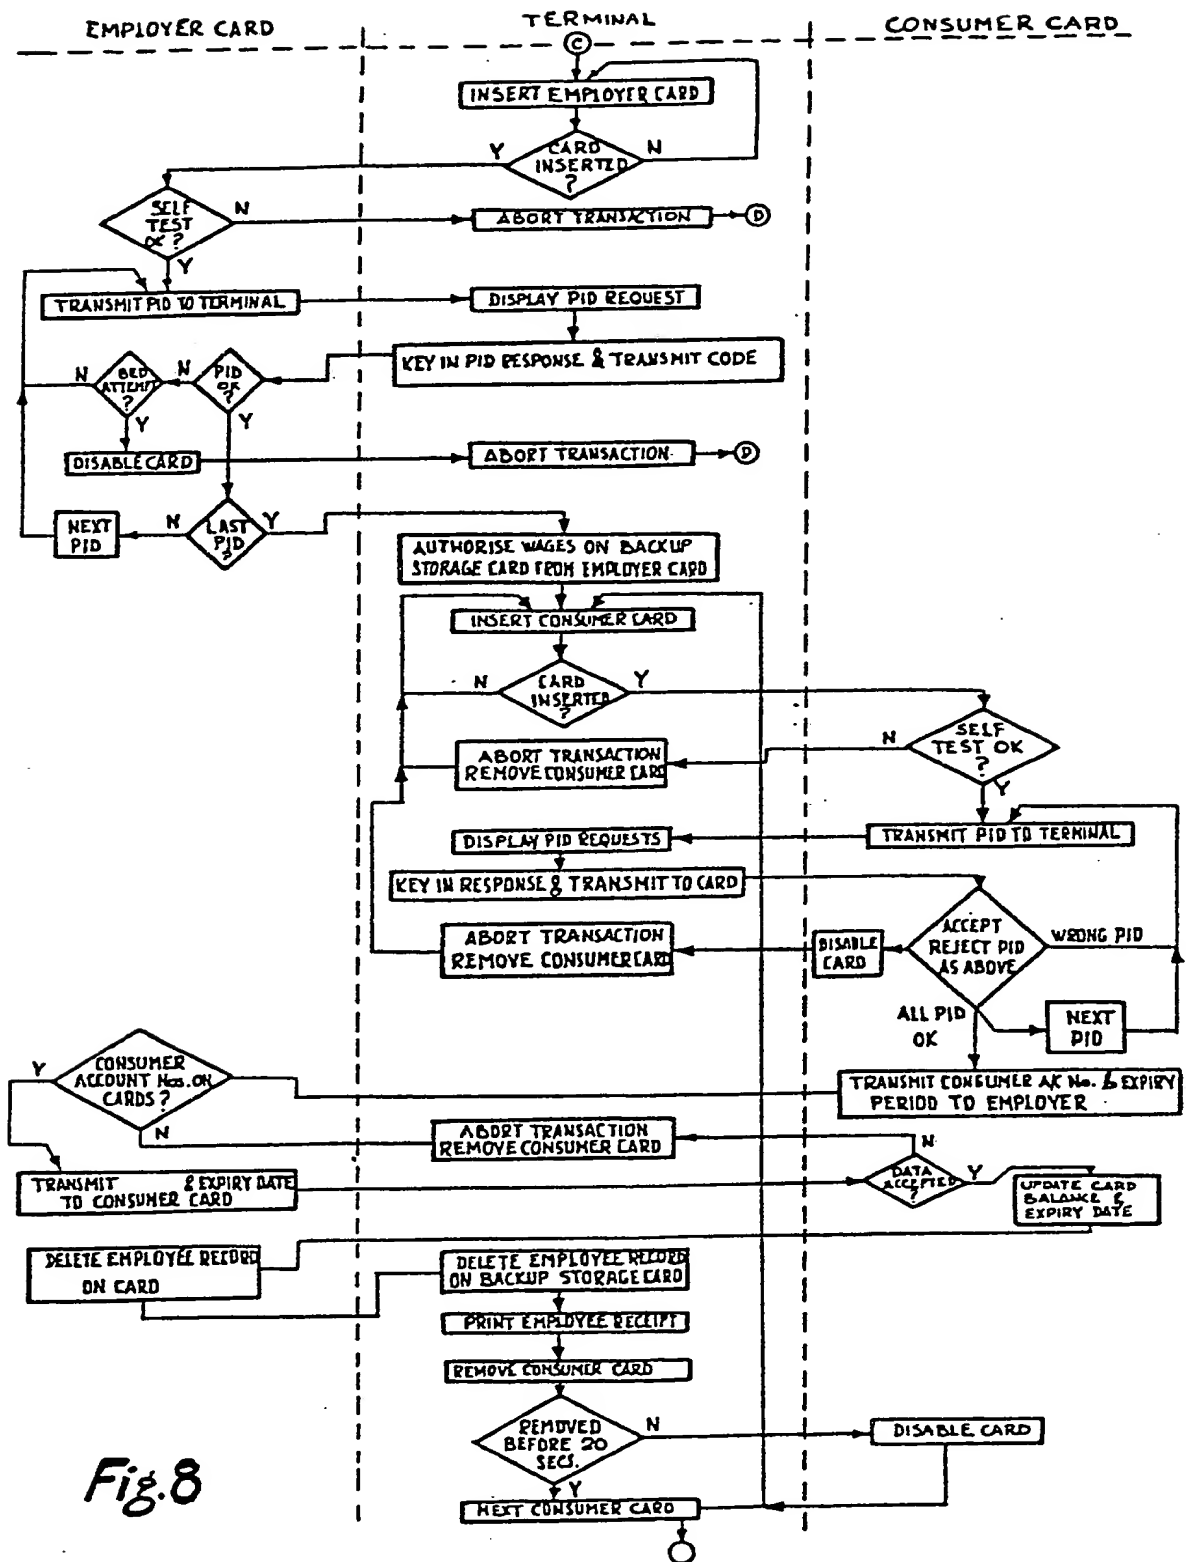 EMPLOYER CARD
TERMINAL
CONSUMER CARD
C
INSERT EMPLOYER CARD
Y
CARD
INSERTED
?
N
SELF
TEST
OK ?
N
ABORT TRANSACTION
D
Y
TRANSMIT PID TO TERMINAL
DISPLAY PID REQUEST
KEY IN PID RESPONSE & TRANSMIT CODE
N
ATTEMPT
?
N
PID
OK
?
Y
Y
DISABLE CARD
ABORT TRANSACTION
D
NEXT
PID
N
LAST
PID
?
Y
AUTHORISE WAGES ON BACKUP
STORAGE CARD FROM EMPLOYER CARD
INSERT CONSUMER CARD
N
CARD
INSERTED
?
Y
N
SELF
TEST OK
?
Y
ABORT TRANSACTION
REMOVE CONSUMER CARD
DISPLAY PID REQUESTS
TRANSMIT PID TO TERMINAL
KEY IN RESPONSE & TRANSMIT TO CARD
ABORT TRANSACTION
REMOVE CONSUMER CARD
DISABLE
CARD
ACCEPT
REJECT PID
AS ABOVE
WRONG PID
ALL PID
OK
NEXT
PID
Y
CONSUMER
ACCOUNT Nos. ON
CARDS ?
N
TRANSMIT CONSUMER A/C No. & EXPIRY
PERIOD TO EMPLOYER
ABORT TRANSACTION
REMOVE CONSUMER CARD
N
TRANSMIT & EXPIRY DATE
TO CONSUMER CARD
DATA
ACCEPTED
?
Y
UPDATE CARD
BALANCE &
EXPIRY DATE
DELETE EMPLOYEE RECORD
ON CARD
DELETE EMPLOYEE RECORD
ON BACKUP STORAGE CARD
PRINT EMPLOYEE RECEIPT
REMOVE CONSUMER CARD
REMOVED
BEFORE 20
SECS.
N
DISABLE CARD
Y
NEXT CONSUMER CARD
Fig. 8